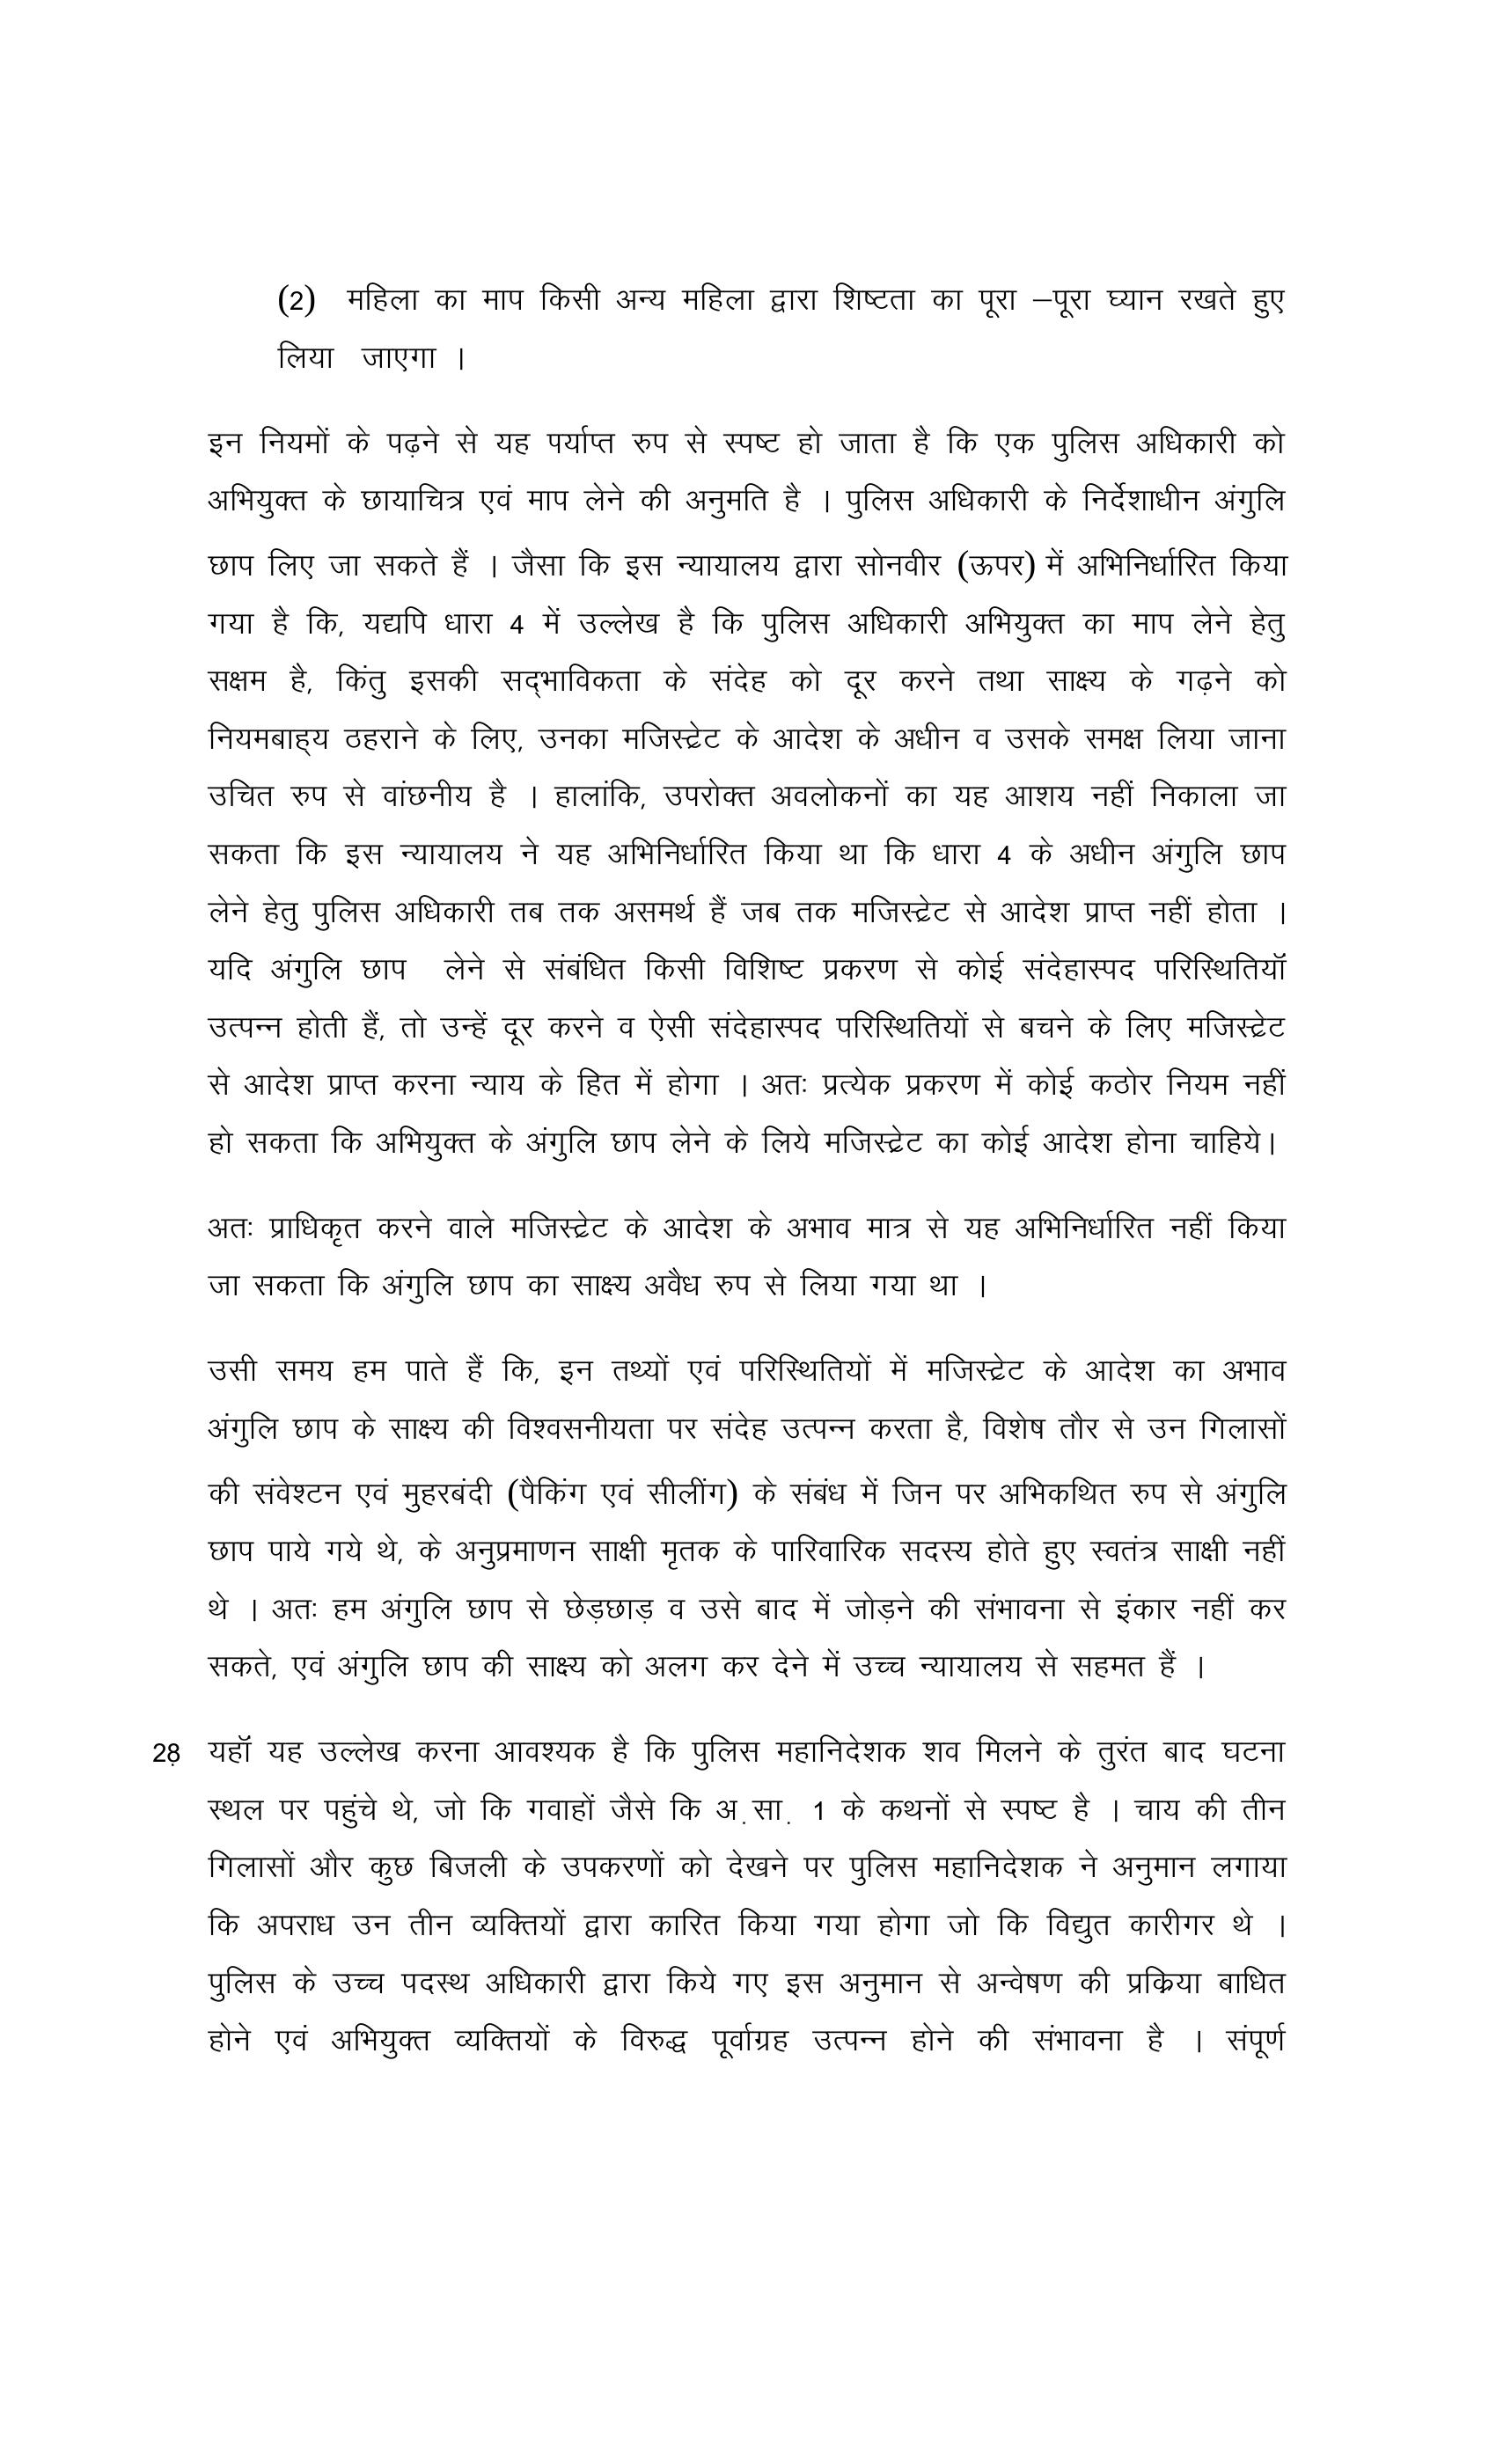 (2) महिला का माप किसी अन्य महिला द्वारा शिष्टता का पूरा –पूरा घ्यान रखते हुए
लिया जाएगा ।
इन नियमों के पढ़ने से यह पर्याप्त रुप से स्पष्ट हो जाता है कि एक पुलिस अधिकारी को
अभियुक्त के छायाचित्र एवं माप लेने की अनुमति है । पुलिस अधिकारी के निर्देशाधीन अंगुलि
छाप लिए जा सकते हैं । जैसा कि इस न्यायालय द्वारा सोनवीर (ऊपर) में अभिनिर्धारित किया
गया है कि, यद्यपि धारा 4 में उल्लेख है कि पुलिस अधिकारी अभियुक्त का माप लेने हेतु
सक्षम है, किंतु इसकी सद्भाविकता के संदेह को दूर करने तथा साक्ष्य के गढ़ने को
नियमबाह्य ठहराने के लिए, उनका मजिस्ट्रेट के आदेश के अधीन व उसके समक्ष लिया जाना
उचित रुप से वांछनीय है । हालांकि, उपरोक्त अवलोकनों का यह आशय नहीं निकाला जा
सकता कि इस न्यायालय ने यह अभिनिर्धारित किया था कि धारा 4 के अधीन अंगुलि छाप
लेने हेतु पुलिस अधिकारी तब तक असमर्थ हैं जब तक मजिस्ट्रेट से आदेश प्राप्त नहीं होता ।
यदि अंगुलि छाप लेने से संबंधित किसी विशिष्ट प्रकरण से कोई संदेहास्पद परिस्थितियॉ
उत्पन्न होती हैं, तो उन्हें दूर करने व ऐसी संदेहास्पद परिस्थितियों से बचने के लिए मजिस्ट्रेट
से आदेश प्राप्त करना न्याय के हित में होगा । अतः प्रत्येक प्रकरण में कोई कठोर नियम नहीं
हो सकता कि अभियुक्त के अंगुलि छाप लेने के लिये मजिस्ट्रेट का कोई आदेश होना चाहिये।
अतः प्राधिकृत करने वाले मजिस्ट्रेट के आदेश के अभाव मात्र से यह अभिनिर्धारित नहीं किया
जा सकता कि अंगुलि छाप का साक्ष्य अवैध रुप से लिया गया था ।
उसी समय हम पाते हैं कि, इन तथ्यों एवं परिस्थितियों में मजिस्ट्रेट के आदेश का अभाव
अंगुलि छाप के साक्ष्य की विश्वसनीयता पर संदेह उत्पन्न करता है, विशेष तौर से उन गिलासों
की संवेश्टन एवं मुहरबंदी (पैकिंग एवं सीलींग) के संबंध में जिन पर अभिकथित रुप से अंगुलि
छाप पाये गये थे, के अनुप्रमाणन साक्षी मृतक के पारिवारिक सदस्य होते हुए स्वतंत्र साक्षी नहीं
थे । अतः हम अंगुलि छाप से छेड़छाड़ व उसे बाद में जोड़ने की संभावना से इंकार नहीं कर
सकते, एवं अंगुलि छाप की साक्ष्य को अलग कर देने में उच्च न्यायालय से सहमत हैं ।
28़ यहॉ यह उल्लेख करना आवश्यक है कि पुलिस महानिदेशक शव मिलने के तुरंत बाद घटना
स्थल पर पहुंचे थे, जो कि गवाहों जैसे कि अ.सा. 1 के कथनों से स्पष्ट है । चाय की तीन
गिलासों और कुछ बिजली के उपकरणों को देखने पर पुलिस महानिदेशक ने अनुमान लगाया
कि अपराध उन तीन व्यक्तियों द्वारा कारित किया गया होगा जो कि विद्युत कारीगर थे ।
पुलिस के उच्च पदस्थ अधिकारी द्वारा किये गए इस अनुमान से अन्वेषण की प्रक्रिया बाधित
होने एवं अभियुक्त व्यक्तियों के विरुद्ध पूर्वाग्रह उत्पन्न होने की संभावना है । संपूर्ण